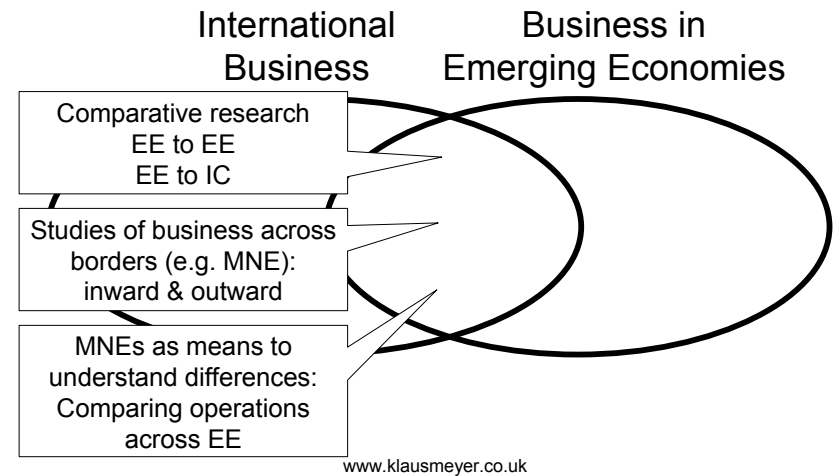 International
Business
Business in
Emerging Economies
Comparative research
EE to EE
EE to IC
Studies of business across
borders (e.g. MNE):
inward & outward
MNEs as means to
understand differences:
Comparing operations
across EE
www.klausmeyer.co.uk